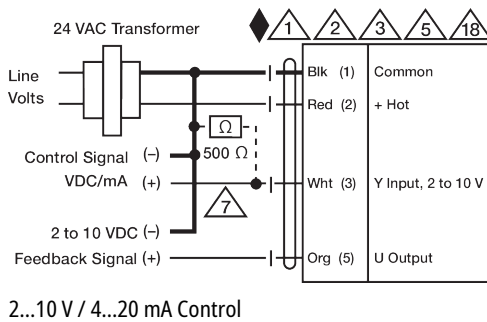 24 VAC Transformer
1 2 3 5 18
Line
Volts
Blk (1) Common
Red (2) + Hot
Ω
500 Ω
Control Signal (–)
VDC/mA (+)
Wht (3) Y Input, 2 to 10 V
7
2 to 10 VDC (–)
Feedback Signal (+)
Org (5) U Output
2...10 V / 4...20 mA Control